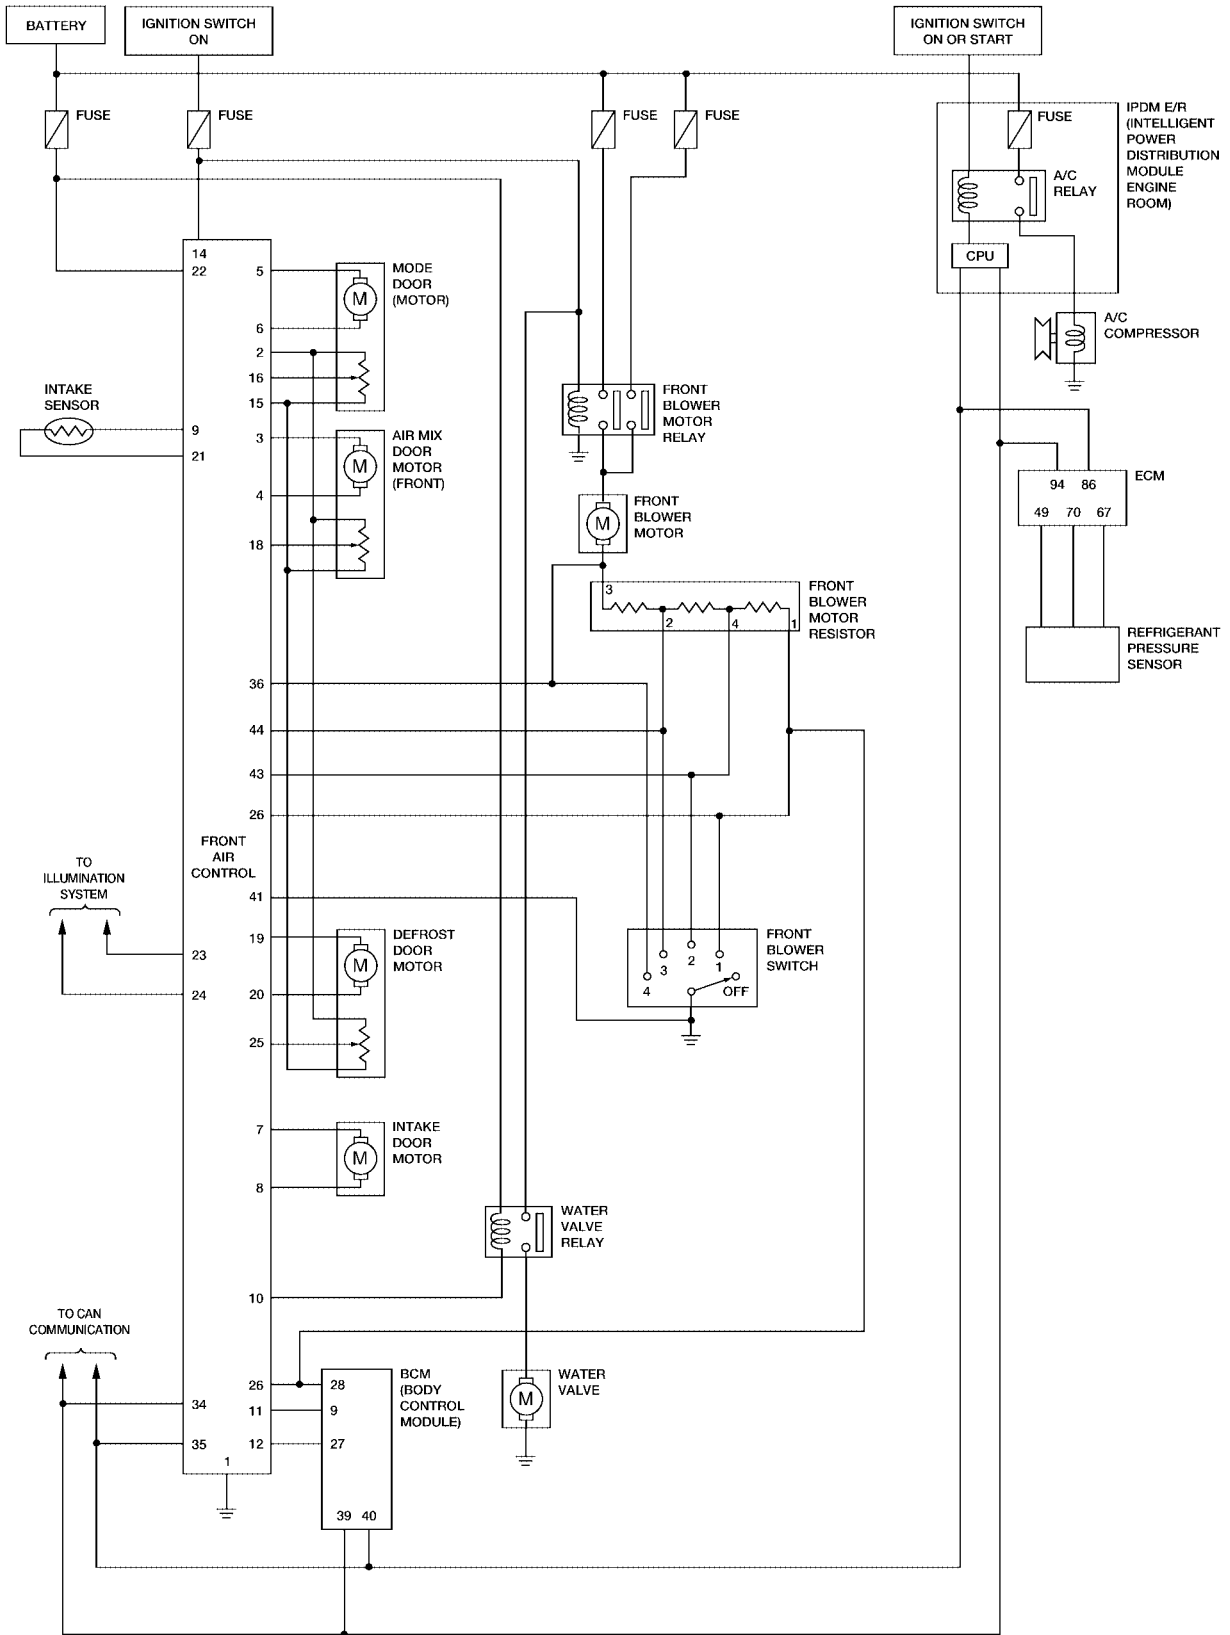 BATTERY
IGNITION SWITCH
ON
IGNITION SWITCH
ON OR START
FUSE
FUSE
FUSE
FUSE
FUSE
IPDM E/R
(INTELLIGENT
POWER
DISTRIBUTION
MODULE
ENGINE
ROOM)
A/C
RELAY
CPU
A/C
COMPRESSOR
14
22
5
MODE
DOOR
(MOTOR)
M
6
2
16
15
INTAKE
SENSOR
9
21
3
AIR MIX
DOOR
MOTOR
(FRONT)
M
4
18
FRONT
BLOWER
MOTOR
RELAY
FRONT
BLOWER
MOTOR
M
ECM
94 86
49 70 67
REFRIGERANT
PRESSURE
SENSOR
FRONT
BLOWER
MOTOR
RESISTOR
3
2
4
1
36
44
43
26
FRONT
AIR
CONTROL
TO
ILLUMINATION
SYSTEM
41
23
24
19
DEFROST
DOOR
MOTOR
M
20
25
FRONT
BLOWER
SWITCH
4
3
2
1
OFF
7
INTAKE
DOOR
MOTOR
M
8
WATER
VALVE
RELAY
10
TO CAN
COMMUNICATION
WATER
VALVE
M
26
28
BCM
(BODY
CONTROL
MODULE)
34
11
9
35
12
27
1
39 40